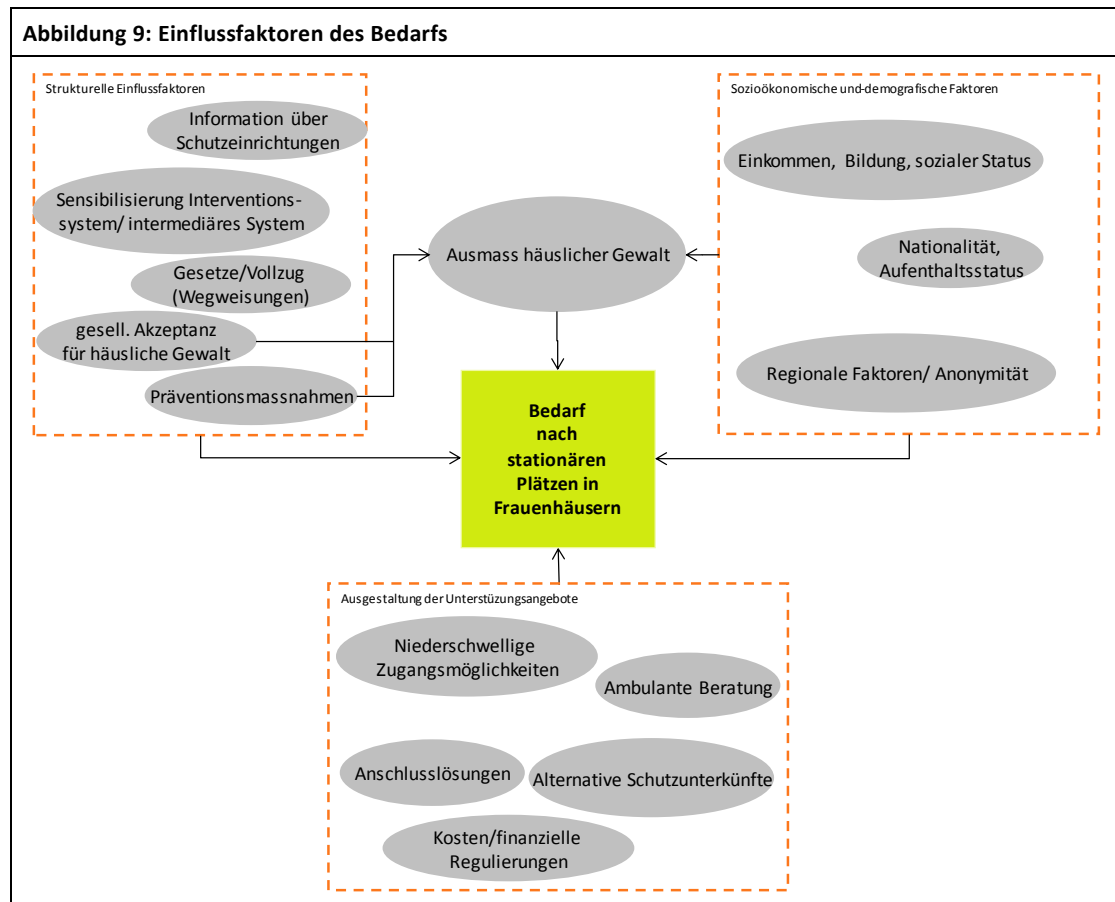 Abbildung 9: Einflussfaktoren des Bedarfs
Strukturelle Einflussfaktoren
Information über
Schutzeinrichtungen
Sensibilisierung Interventions-
system/ intermediäres System
Gesetze/Vollzug
(Wegweisungen)
gesell. Akzeptanz
für häusliche Gewalt
Präventionsmassnahmen
Ausmass häuslicher Gewalt
Sozioökonomische und-demografische Faktoren
Einkommen, Bildung, sozialer Status
Nationalität,
Aufenthaltsstatus
Regionale Faktoren/ Anonymität
Bedarf
nach
stationären
Plätzen in
Frauenhäusern
Ausgestaltung der Unterstüzungsangebote
Niederschwellige
Zugangsmöglichkeiten
Ambulante Beratung
Anschlusslösungen
Alternative Schutzunterkünfte
Kosten/finanzielle
Regulierungen